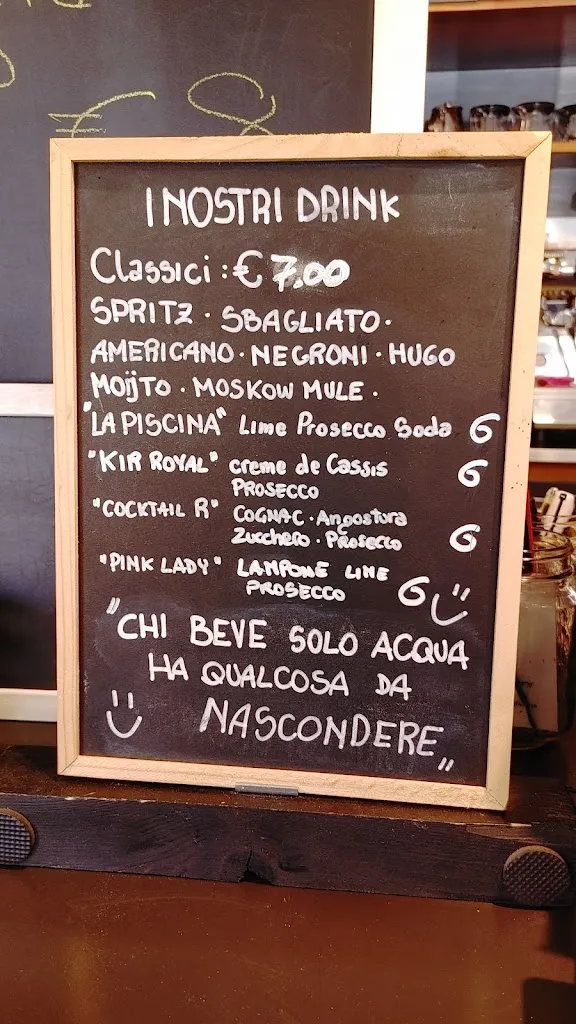 € 8
I NOSTRI DRINK
Classici : € 7.00
SPRITZ · SBAGLIATO ·
AMERICANO · NEGRONI · HUGO
MOIJTO · MOSKOW MULE ·
"LA PISCINA" Lime Prosecco Soda 6
"KIR ROYAL" creme de Cassis 6
PROSECCO
"COCKTAIL R" COGNAC · Angostura
Zucchero · Prosecco 6
"PINK LADY" LAMPONE LIME
PROSECCO 6
"CHI BEVE SOLO ACQUA
HA QUALCOSA DA
NASCONDERE"